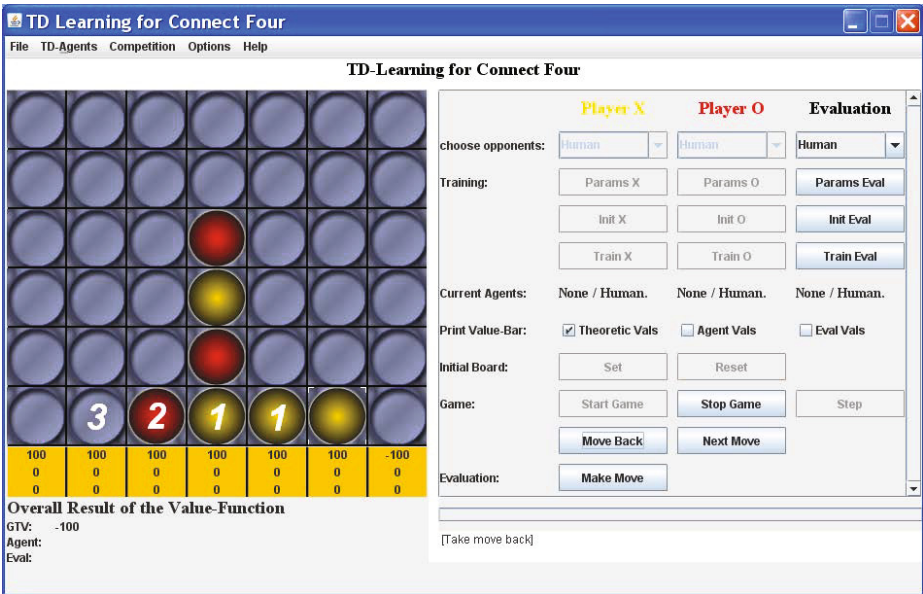 TD Learning for Connect Four
File TD-Agents Competition Options Help
TD-Learning for Connect Four
Player X Player O Evaluation
choose opponents: Human Human Human
Training: Params X Params O Params Eval
Init X Init O Init Eval
Train X Train O Train Eval
Current Agents: None / Human. None / Human. None / Human.
Print Value-Bar: Theoretic Vals Agent Vals Eval Vals
Initial Board: Set Reset
Game: Start Game Stop Game Step
Move Back Next Move
Evaluation: Make Move
3 2 1 1
100 100 100 100 100 100 -100
0 0 0 0 0 0 0
0 0 0 0 0 0 0
Overall Result of the Value-Function
GTV: -100
Agent:
Eval:
[Take move back]